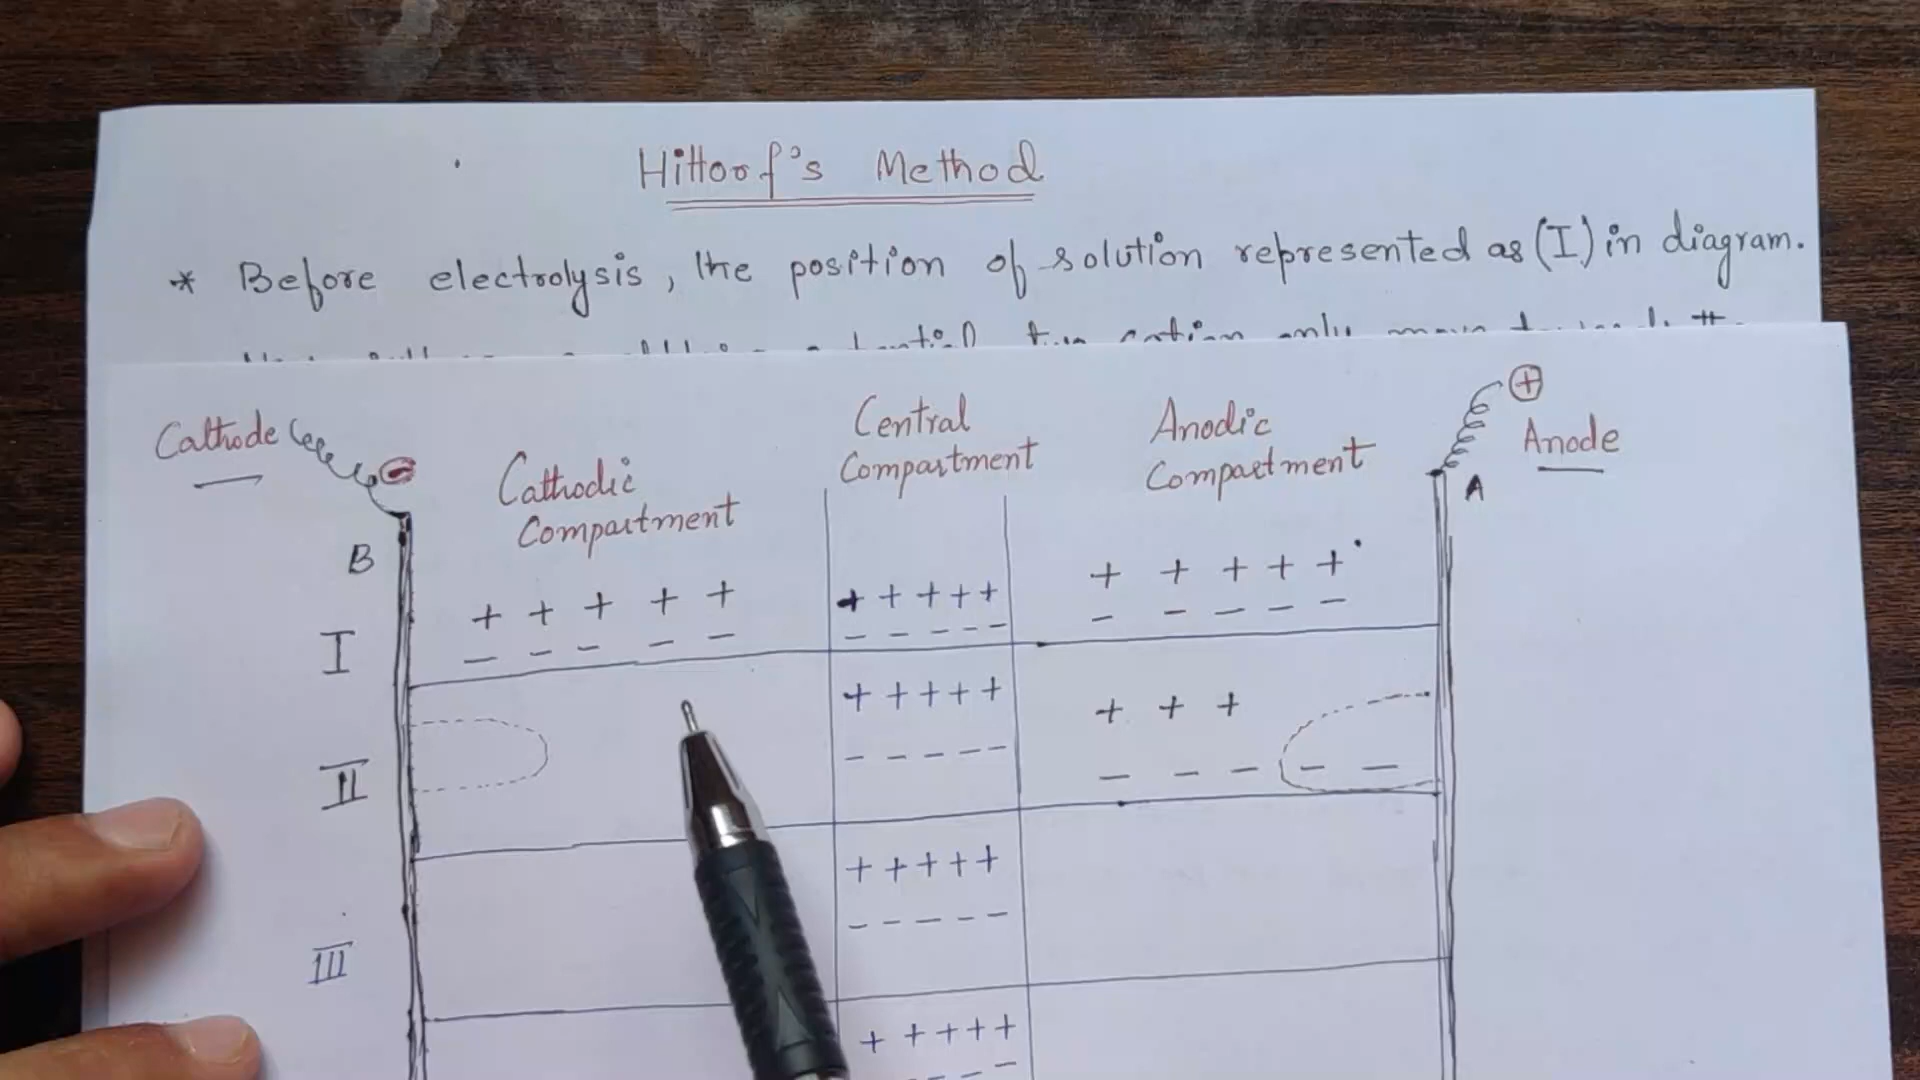 Hittorf's Method
* Before electrolysis, the position of solution represented as (I) in diagram.
Cathode
Cathodic
Compartment
Central
Compartment
Anodic
Compartment
+
Anode
-
A
B
I
+ + + + +
- - - - -
+ + + + +
- - - - -
+ + + + +
- - - - -
II
+ + + + +
- - - - -
+ + +
- - - - -
III
+ + + + +
- - - - -
+ + + + +